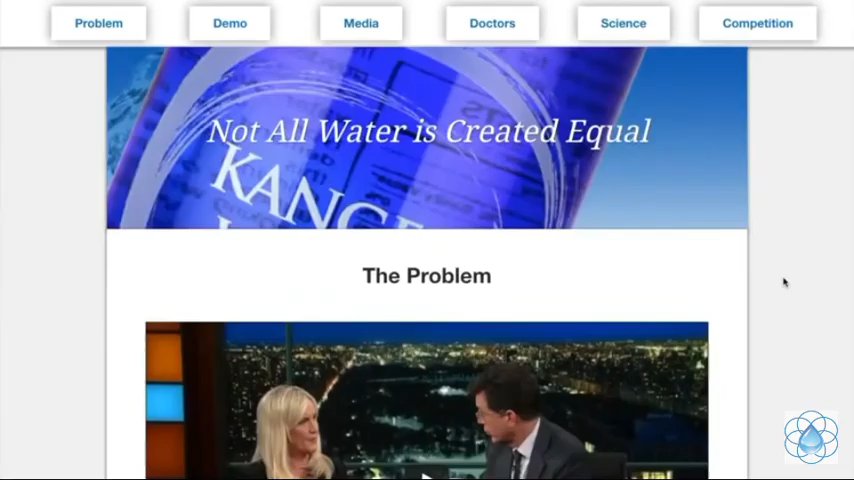 Problem
Demo
Media
Doctors
Science
Competition
Not All Water is Created Equal
KANGE
The Problem